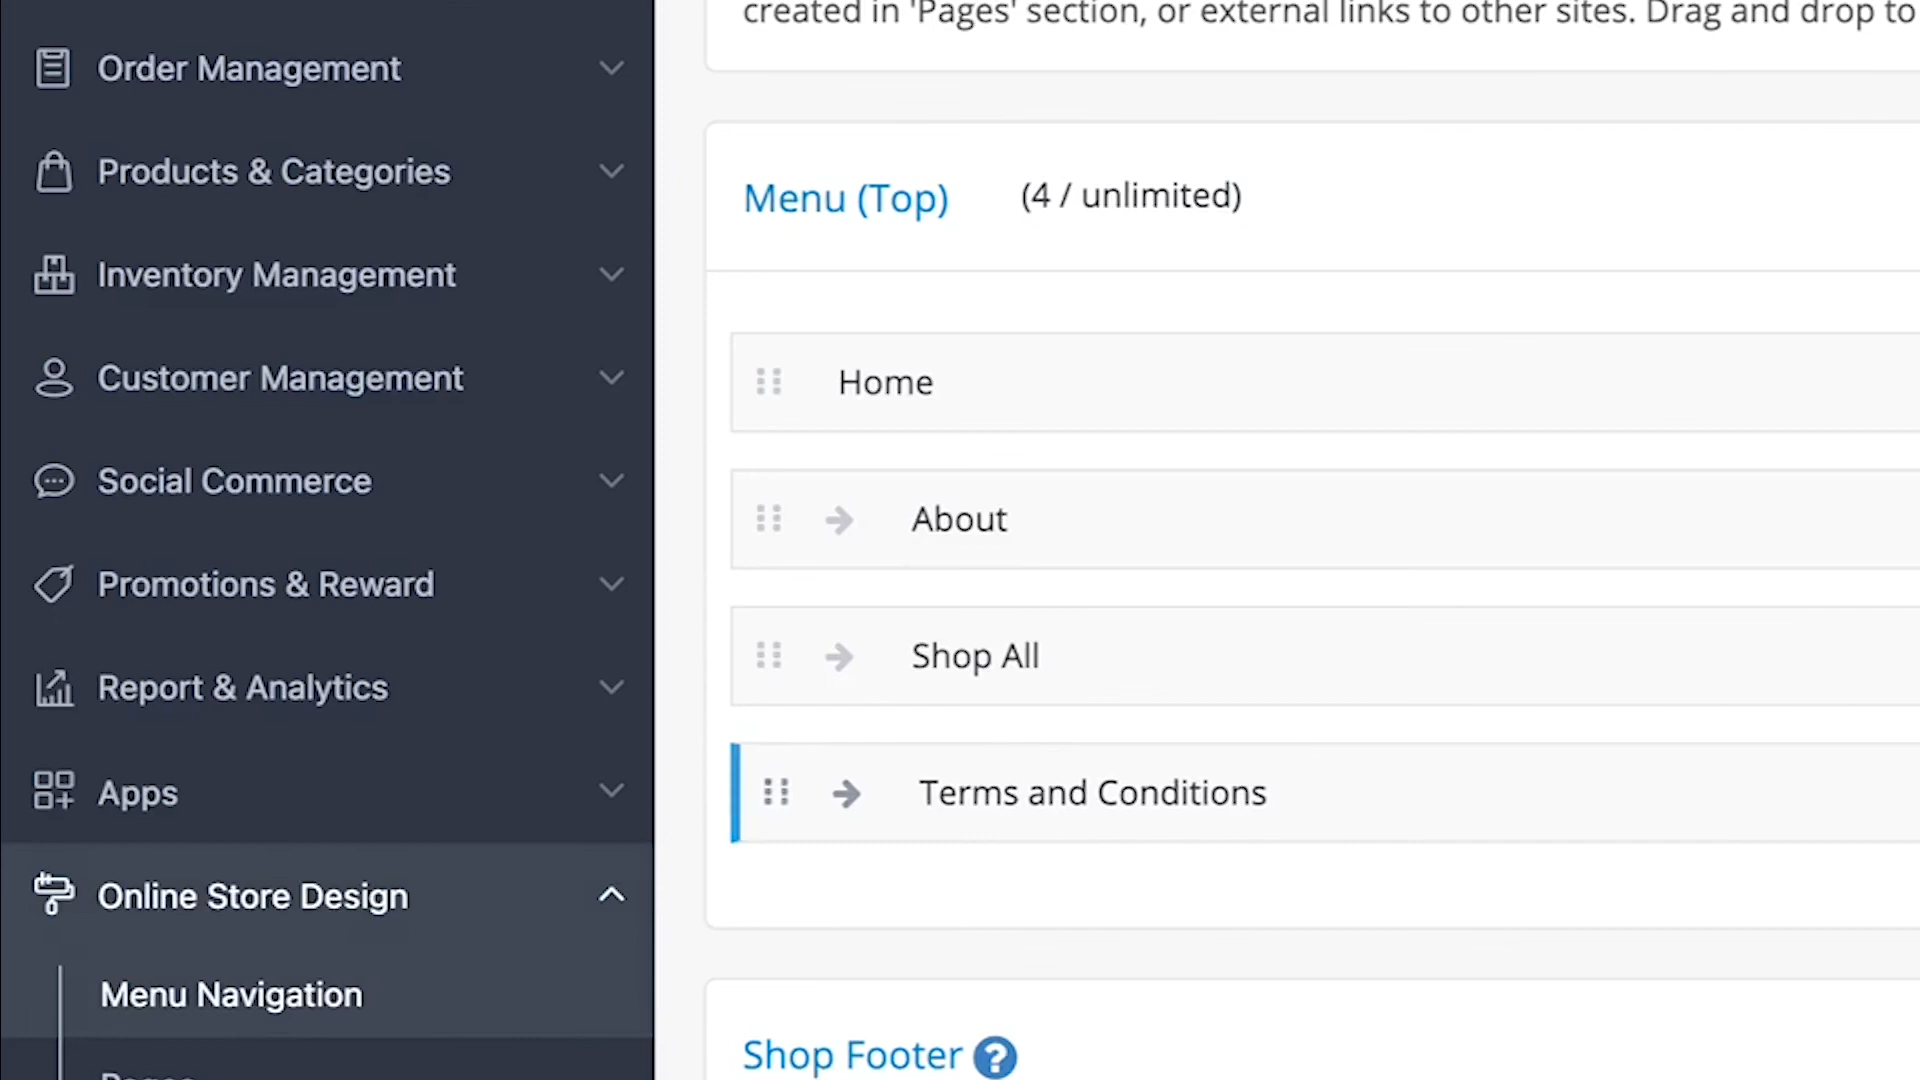 Order Management
Products & Categories
Inventory Management
Customer Management
Social Commerce
Promotions & Reward
Report & Analytics
Apps
Online Store Design
Menu Navigation
Pages
created in 'Pages' section, or external links to other sites. Drag and drop to
Menu (Top) (4 / unlimited)
Home
About
Shop All
Terms and Conditions
Shop Footer ?